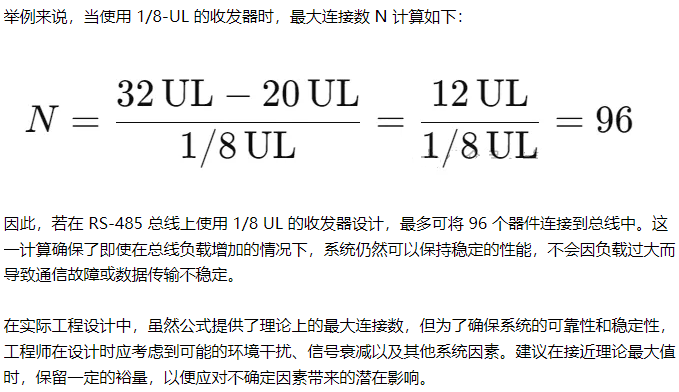 举例来说，当使用 1/8-UL 的收发器时，最大连接数 N 计算如下：
N = (32 UL − 20 UL) / (1/8 UL) = (12 UL) / (1/8 UL) = 96
因此，若在 RS-485 总线上使用 1/8 UL 的收发器设计，最多可将 96 个器件连接到总线中。这
一计算确保了即使在总线负载增加的情况下，系统仍然可以保持稳定的性能，不会因负载过大而
导致通信故障或数据传输不稳定。
在实际工程设计中，虽然公式提供了理论上的最大连接数，但为了确保系统的可靠性和稳定性，
工程师在设计时应考虑到可能的环境干扰、信号衰减以及其他系统因素。建议在接近理论最大值
时，保留一定的裕量，以便应对不确定因素带来的潜在影响。